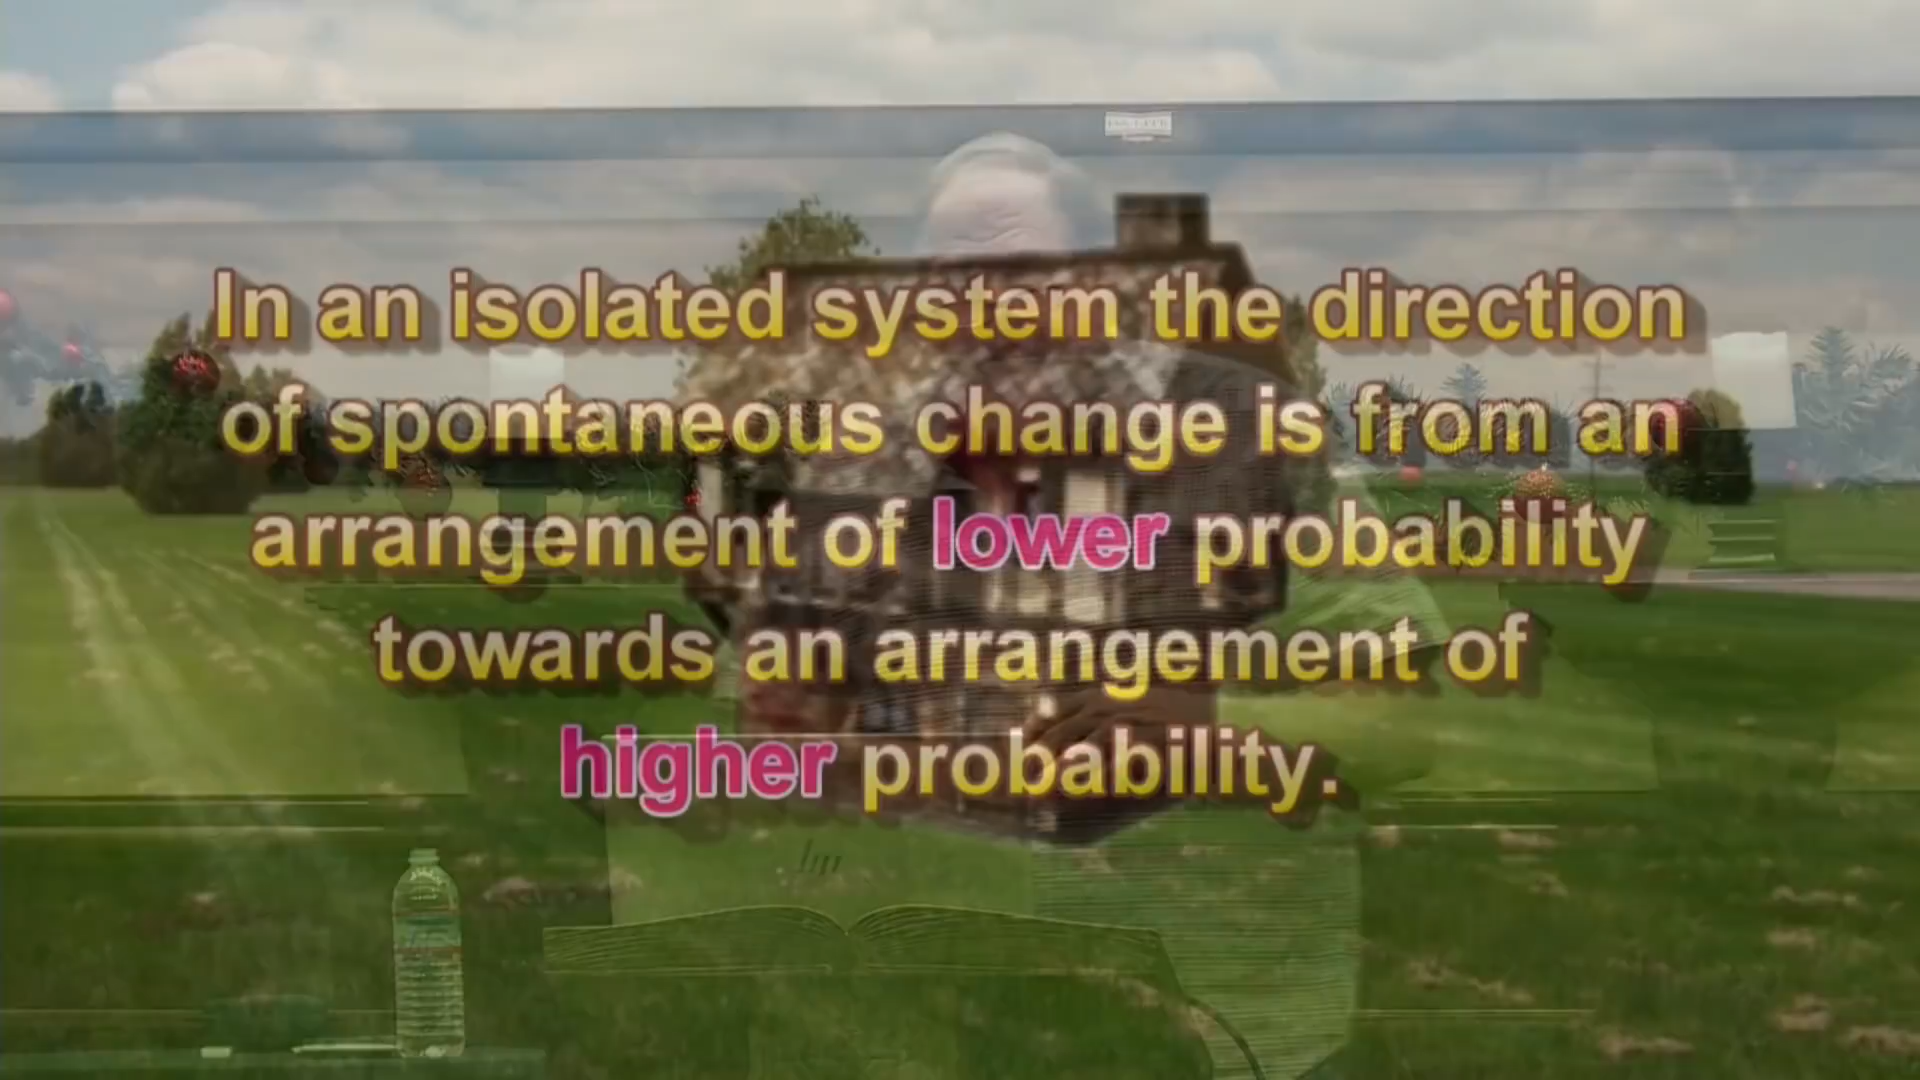 In an isolated system the direction
of spontaneous change is from an
arrangement of lower probability
towards an arrangement of
higher probability.
hp